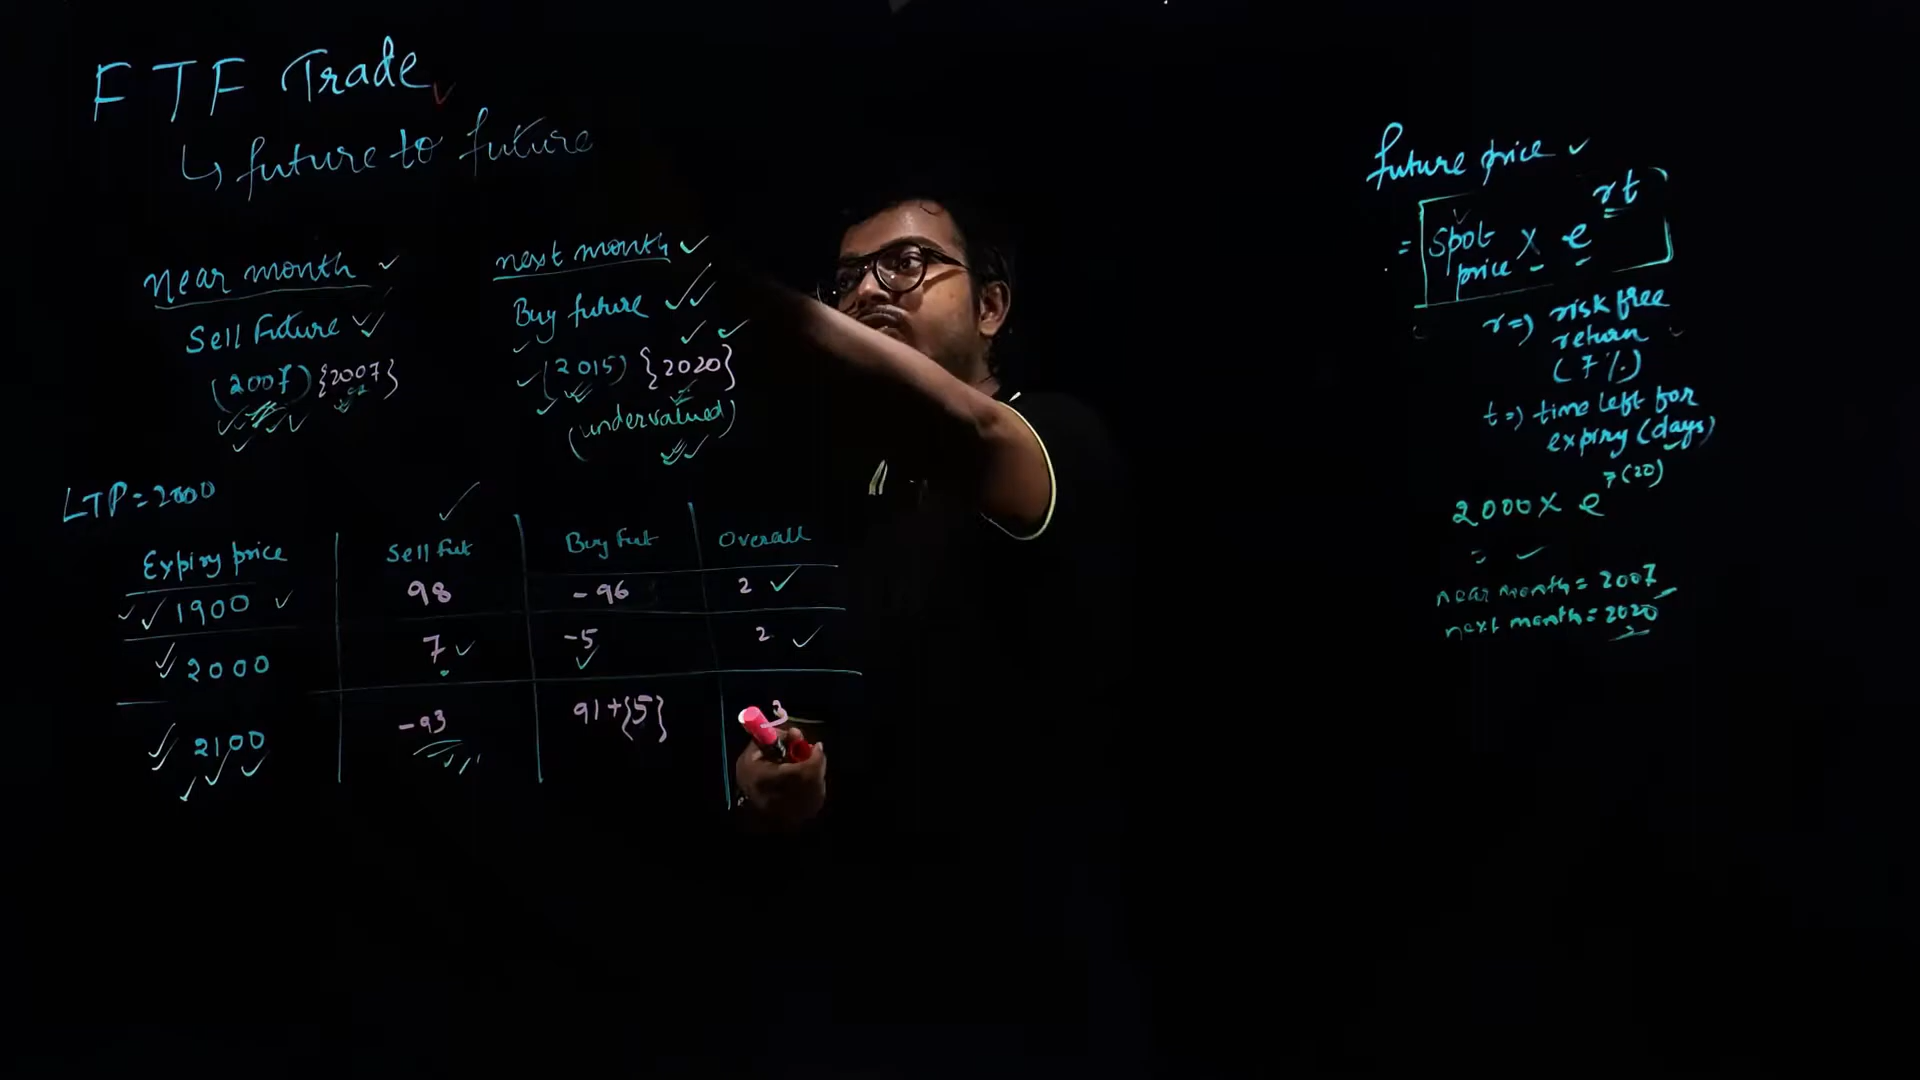 FTF Trade
↳ future to future
near month ✓
Sell Future ✓✓
(2007) {2007}
next month ✓
Buy future ✓✓
(2015) {2020}
(undervalued)
LTP = 2000
Expiry price | Sell Fut | Buy Fut | Overall
1900 | 98 | -96 | 2 ✓
2000 | 7 ✓ | -5 | 2 ✓
2100 | -93 | 91+{5}
future price ✓
= [Spot price × e^rt]
r => risk free
return
(7%)
t => time left for
expiry (days)
2000 × e^7(20)
= ✓
near month = 2007
next month = 2020